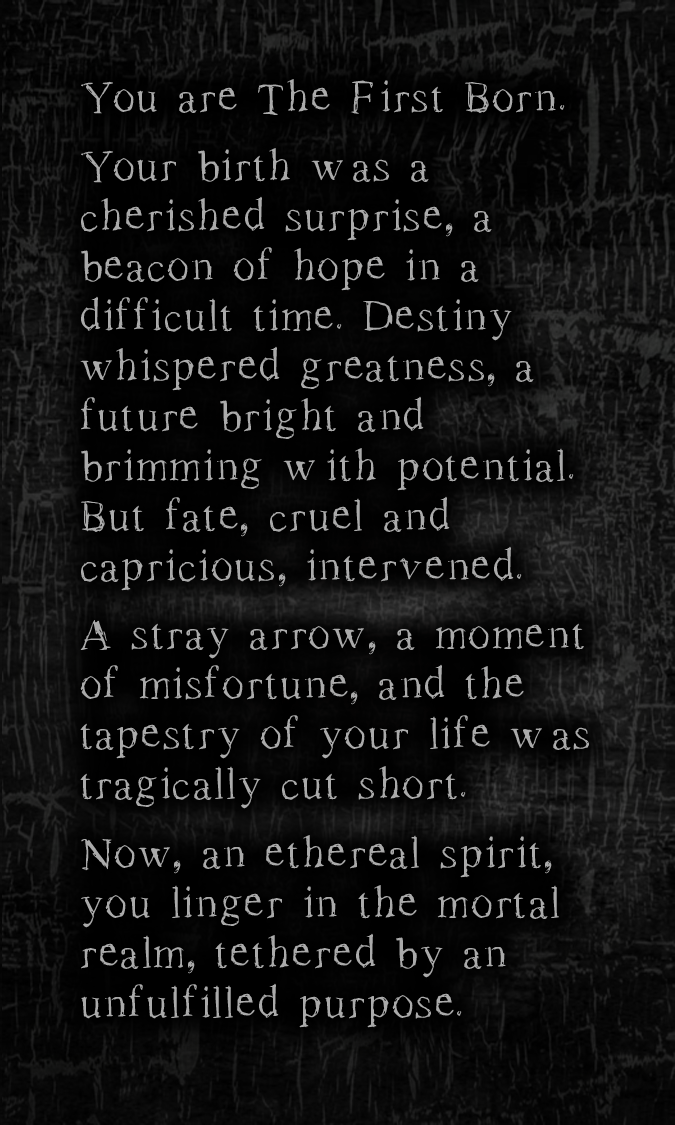 You are The First Born.
Your birth was a
cherished surprise, a
beacon of hope in a
difficult time. Destiny
whispered greatness, a
future bright and
brimming with potential.
But fate, cruel and
capricious, intervened.
A stray arrow, a moment
of misfortune, and the
tapestry of your life was
tragically cut short.
Now, an ethereal spirit,
you linger in the mortal
realm, tethered by an
unfulfilled purpose.